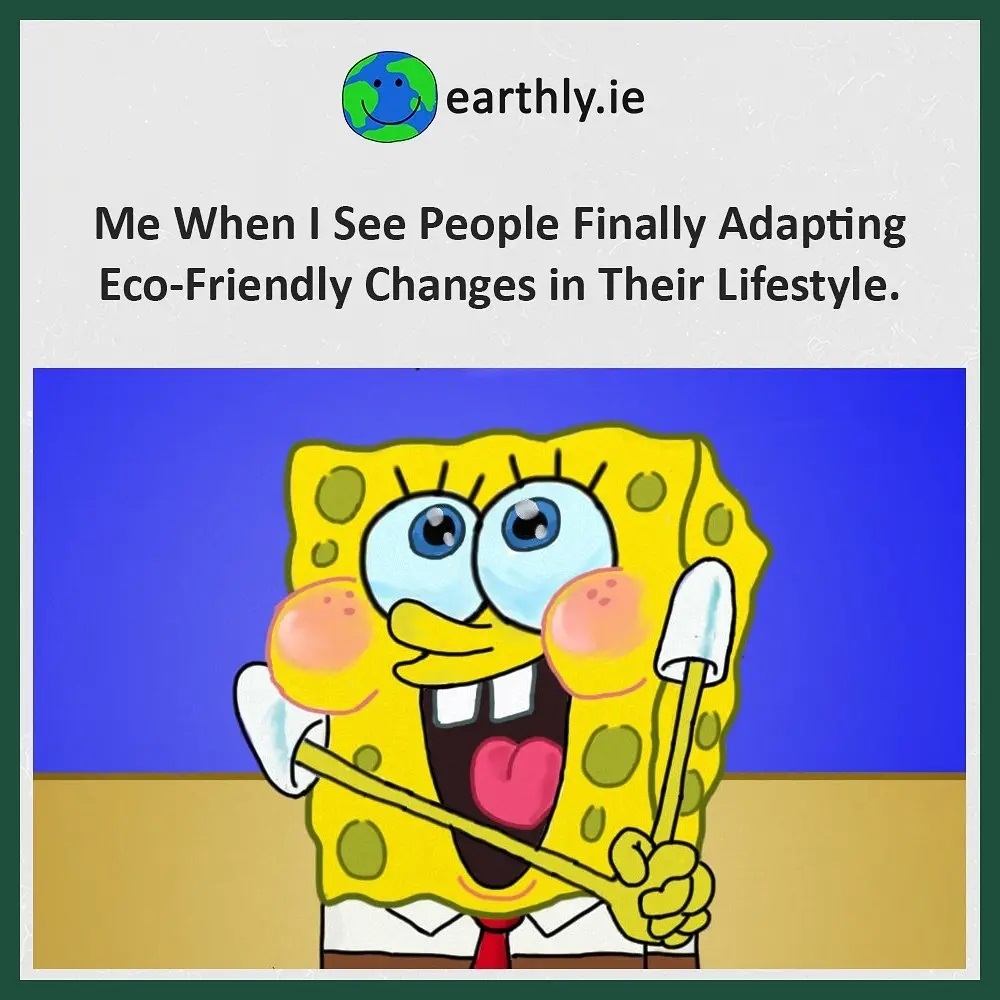 earthly.ie
Me When I See People Finally Adapting
Eco-Friendly Changes in Their Lifestyle.